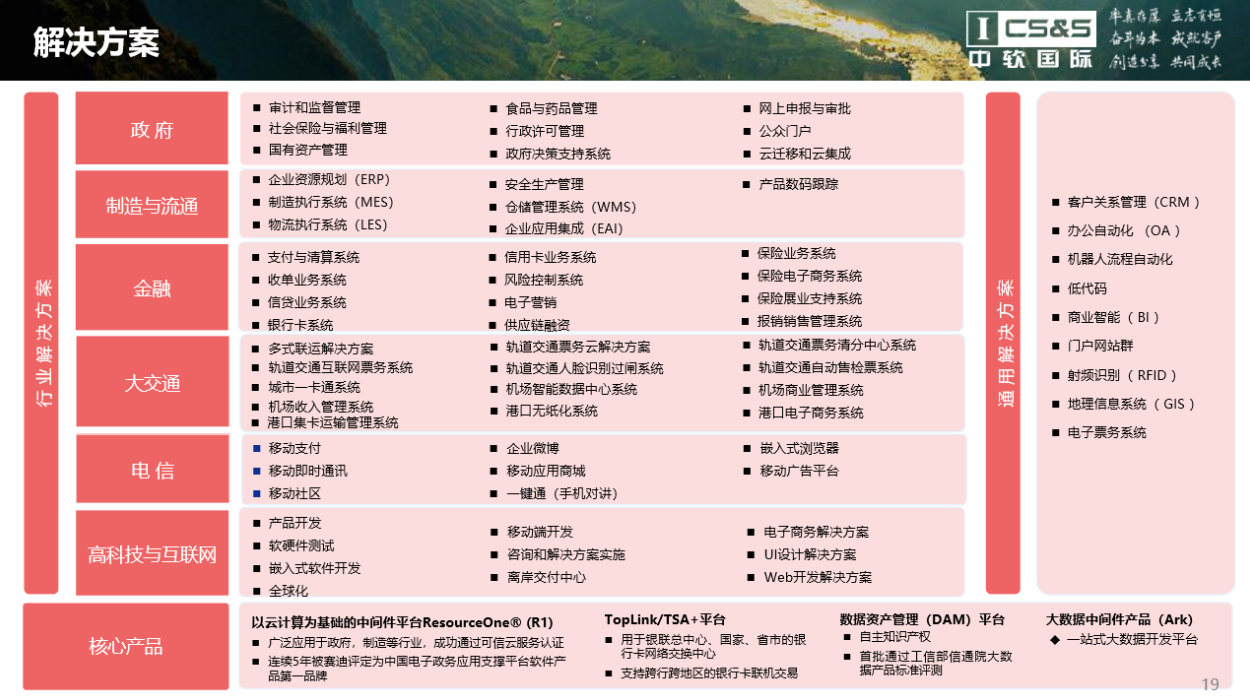 解决方案
I CS&S
中软国际
率真存厚 立志有恒
奋斗为本 成就客户
创造分享 共同成长
行业解决方案
政 府
■ 审计和监督管理
■ 社会保险与福利管理
■ 国有资产管理
■ 食品与药品管理
■ 行政许可管理
■ 政府决策支持系统
■ 网上申报与审批
■ 公众门户
■ 云迁移和云集成
制造与流通
■ 企业资源规划（ERP）
■ 制造执行系统（MES）
■ 物流执行系统（LES）
■ 安全生产管理
■ 仓储管理系统（WMS）
■ 企业应用集成（EAI）
■ 产品数码跟踪
金融
■ 支付与清算系统
■ 收单业务系统
■ 信贷业务系统
■ 银行卡系统
■ 信用卡业务系统
■ 风险控制系统
■ 电子营销
■ 供应链融资
■ 保险业务系统
■ 保险电子商务系统
■ 保险展业支持系统
■ 报销销售管理系统
大交通
■ 多式联运解决方案
■ 轨道交通互联网票务系统
■ 城市一卡通系统
■ 机场收入管理系统
■ 港口集卡运输管理系统
■ 轨道交通票务云解决方案
■ 轨道交通人脸识别过闸系统
■ 机场智能数据中心系统
■ 港口无纸化系统
■ 轨道交通票务清分中心系统
■ 轨道交通自动售检票系统
■ 机场商业管理系统
■ 港口电子商务系统
电 信
■ 移动支付
■ 移动即时通讯
■ 移动社区
■ 企业微博
■ 移动应用商城
■ 一键通（手机对讲）
■ 嵌入式浏览器
■ 移动广告平台
高科技与互联网
■ 产品开发
■ 软硬件测试
■ 嵌入式软件开发
■ 全球化
■ 移动端开发
■ 咨询和解决方案实施
■ 离岸交付中心
■ 电子商务解决方案
■ UI设计解决方案
■ Web开发解决方案
通用解决方案
■ 客户关系管理（CRM ）
■ 办公自动化 （OA ）
■ 机器人流程自动化
■ 低代码
■ 商业智能（ BI ）
■ 门户网站群
■ 射频识别（ RFID ）
■ 地理信息系统（ GIS ）
■ 电子票务系统
核心产品
以云计算为基础的中间件平台ResourceOne® (R1)
■ 广泛应用于政府，制造等行业，成功通过可信云服务认证
■ 连续5年被赛迪评定为中国电子政务应用支撑平台软件产
品第一品牌
TopLink/TSA+平台
■ 用于银联总中心、国家、省市的银
行卡网络交换中心
■ 支持跨行跨地区的银行卡联机交易
数据资产管理（DAM）平台
■ 自主知识产权
■ 首批通过工信部信通院大数
据产品标准评测
大数据中间件产品（Ark)
◆ 一站式大数据开发平台
19